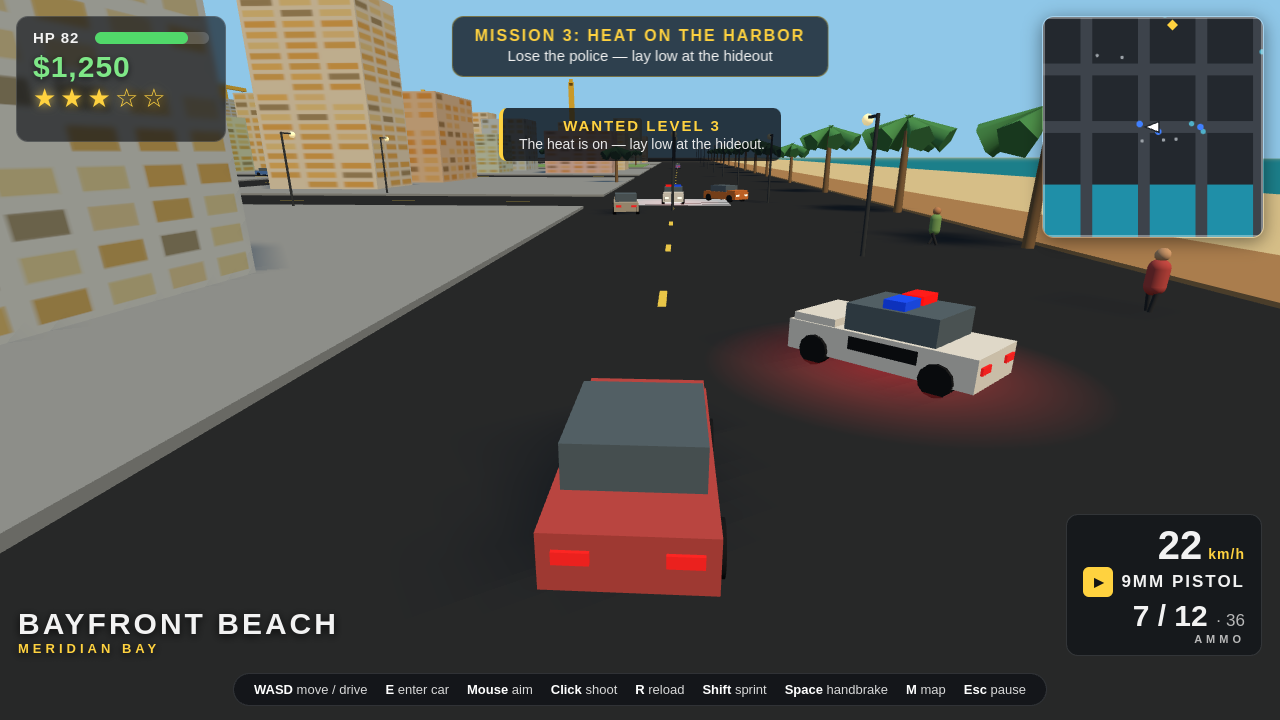 HP 82
$1,250
★★★☆☆
MISSION 3: HEAT ON THE HARBOR
Lose the police — lay low at the hideout
WANTED LEVEL 3
The heat is on — lay low at the hideout.
22 km/h
9MM PISTOL
7 / 12 · 36
AMMO
BAYFRONT BEACH
MERIDIAN BAY
WASD move / drive E enter car Mouse aim Click shoot R reload Shift sprint Space handbrake M map Esc pause